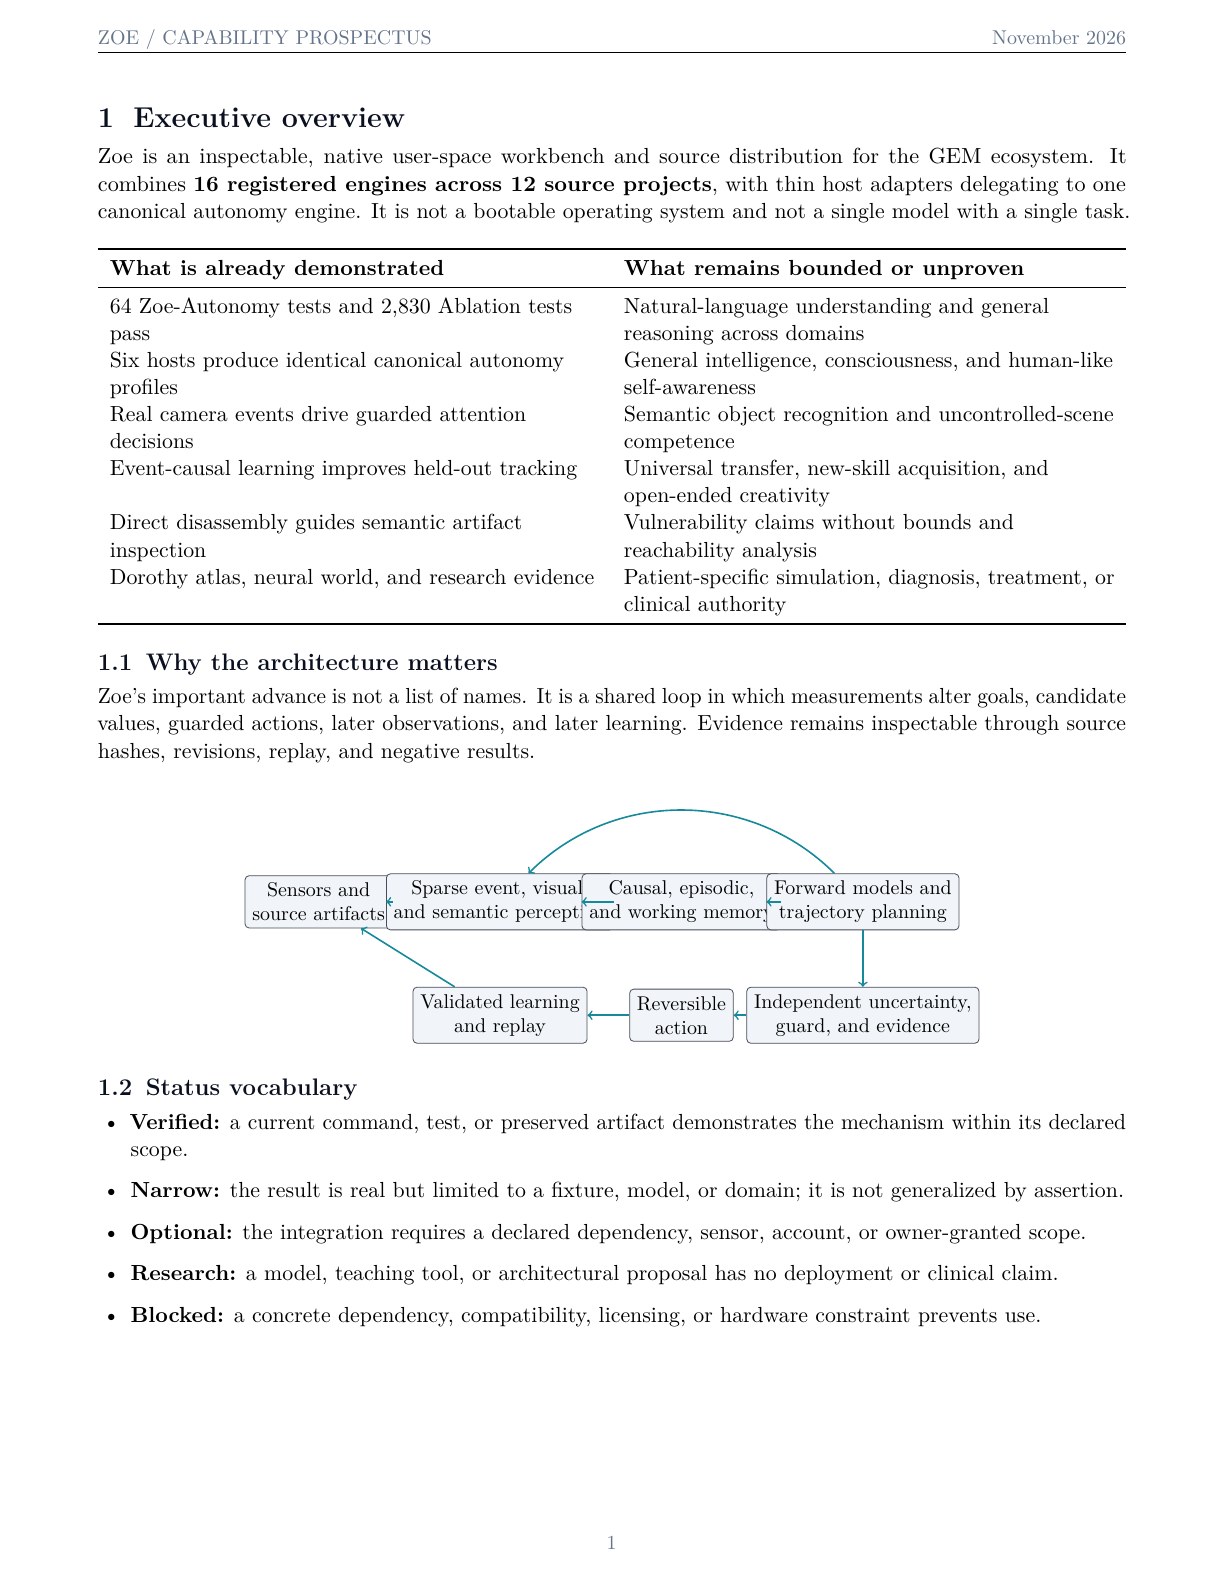 ZOE / CAPABILITY PROSPECTUS November 2026
1 Executive overview
Zoe is an inspectable, native user-space workbench and source distribution for the GEM ecosystem. It
combines 16 registered engines across 12 source projects, with thin host adapters delegating to one
canonical autonomy engine. It is not a bootable operating system and not a single model with a single task.
What is already demonstrated
What remains bounded or unproven
64 Zoe-Autonomy tests and 2,830 Ablation tests
pass
Natural-language understanding and general
reasoning across domains
Six hosts produce identical canonical autonomy
profiles
General intelligence, consciousness, and human-like
self-awareness
Real camera events drive guarded attention
decisions
Semantic object recognition and uncontrolled-scene
competence
Event-causal learning improves held-out tracking
Universal transfer, new-skill acquisition, and
open-ended creativity
Direct disassembly guides semantic artifact
inspection
Vulnerability claims without bounds and
reachability analysis
Dorothy atlas, neural world, and research evidence
Patient-specific simulation, diagnosis, treatment, or
clinical authority
1.1 Why the architecture matters
Zoe's important advance is not a list of names. It is a shared loop in which measurements alter goals, candidate
values, guarded actions, later observations, and later learning. Evidence remains inspectable through source
hashes, revisions, replay, and negative results.
Sensors and
source artifacts
Sparse event, visual
and semantic percept
Causal, episodic,
and working memory
Forward models and
trajectory planning
Validated learning
and replay
Reversible
action
Independent uncertainty,
guard, and evidence
1.2 Status vocabulary
• Verified: a current command, test, or preserved artifact demonstrates the mechanism within its declared
scope.
• Narrow: the result is real but limited to a fixture, model, or domain; it is not generalized by assertion.
• Optional: the integration requires a declared dependency, sensor, account, or owner-granted scope.
• Research: a model, teaching tool, or architectural proposal has no deployment or clinical claim.
• Blocked: a concrete dependency, compatibility, licensing, or hardware constraint prevents use.
1